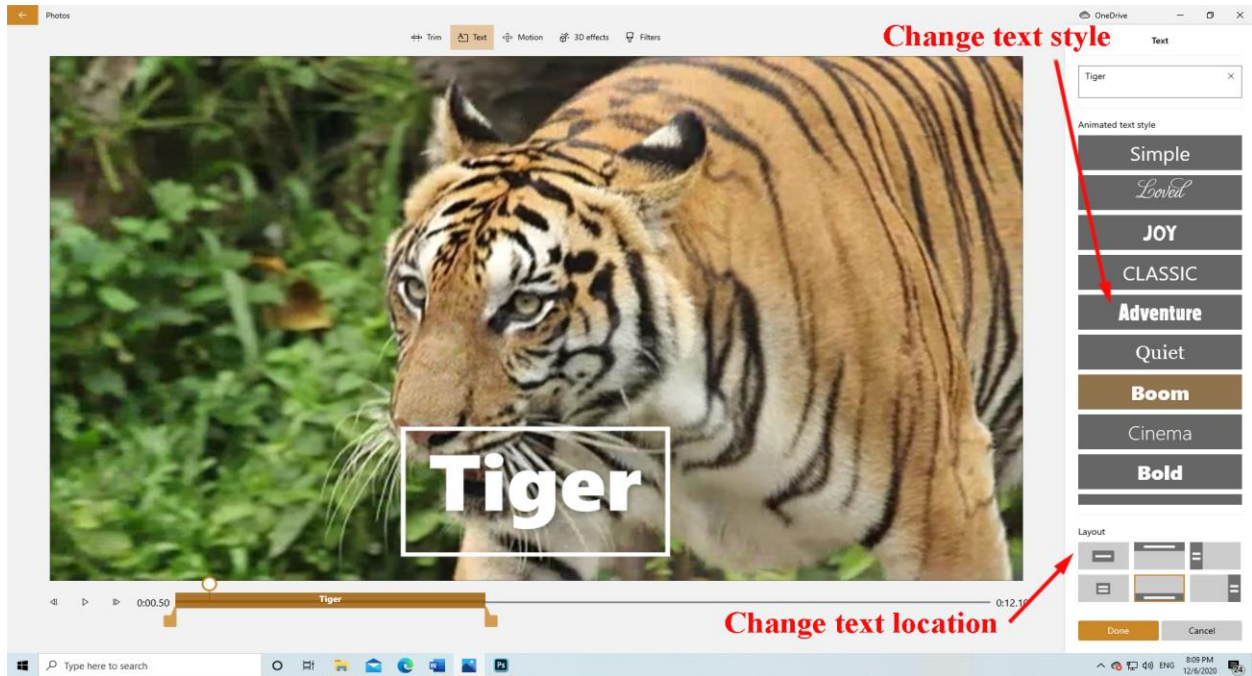 Photos
OneDrive
Trim Text Motion 3D effects Filters
Change text style
Text
Tiger
Animated text style
Simple
Loved
JOY
CLASSIC
Adventure
Quiet
Boom
Cinema
Bold
Tiger
Layout
0:00.50
Tiger
0:12.10
Change text location
Done Cancel
Type here to search
ENG
8:09 PM
12/6/2020
24